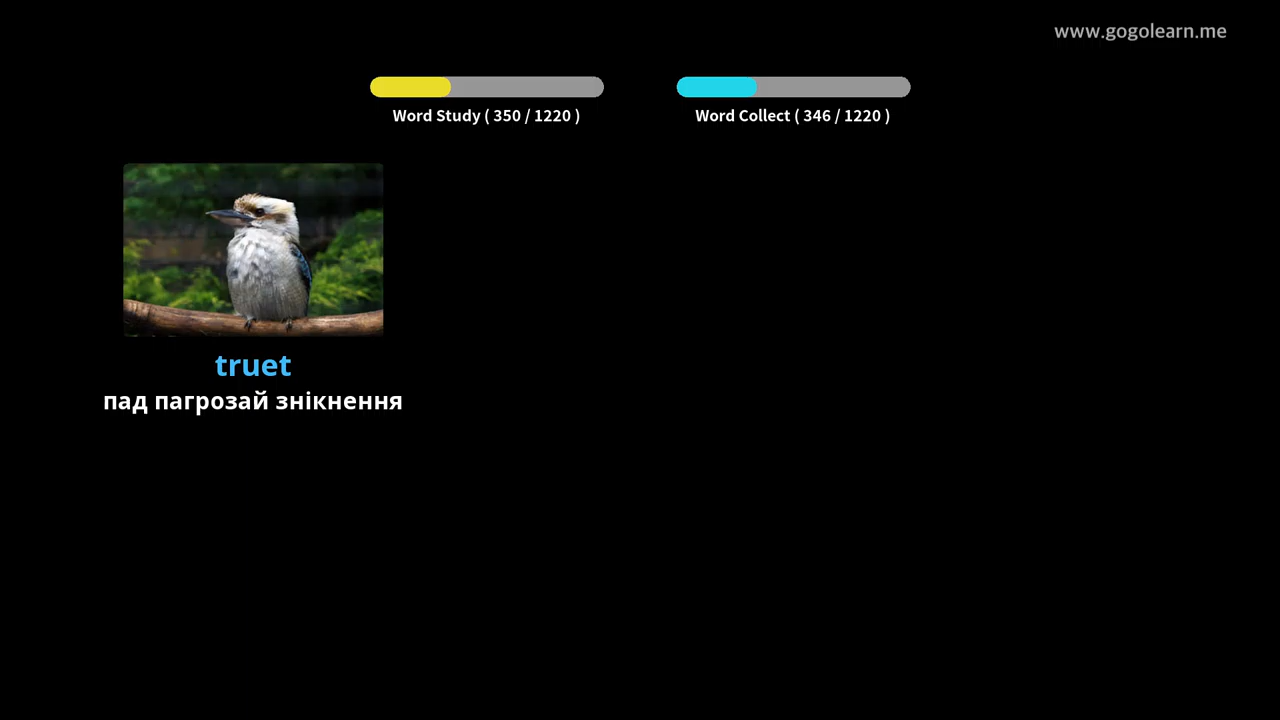 www.gogolearn.me
Word Study ( 350 / 1220 )
Word Collect ( 346 / 1220 )
truet
пад пагрозай знікнення